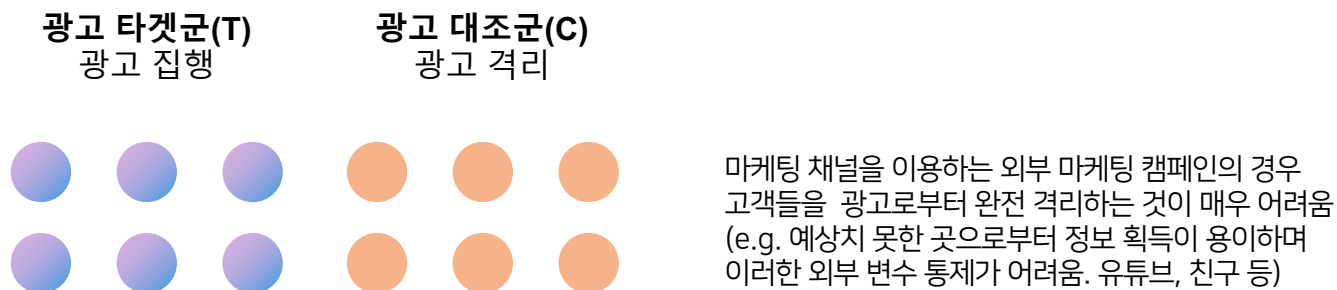 광고 타겟군(T)
광고 집행
광고 대조군(C)
광고 격리
마케팅 채널을 이용하는 외부 마케팅 캠페인의 경우
고객들을 광고로부터 완전 격리하는 것이 매우 어려움
(e.g. 예상치 못한 곳으로부터 정보 획득이 용이하며
이러한 외부 변수 통제가 어려움. 유튜브, 친구 등)